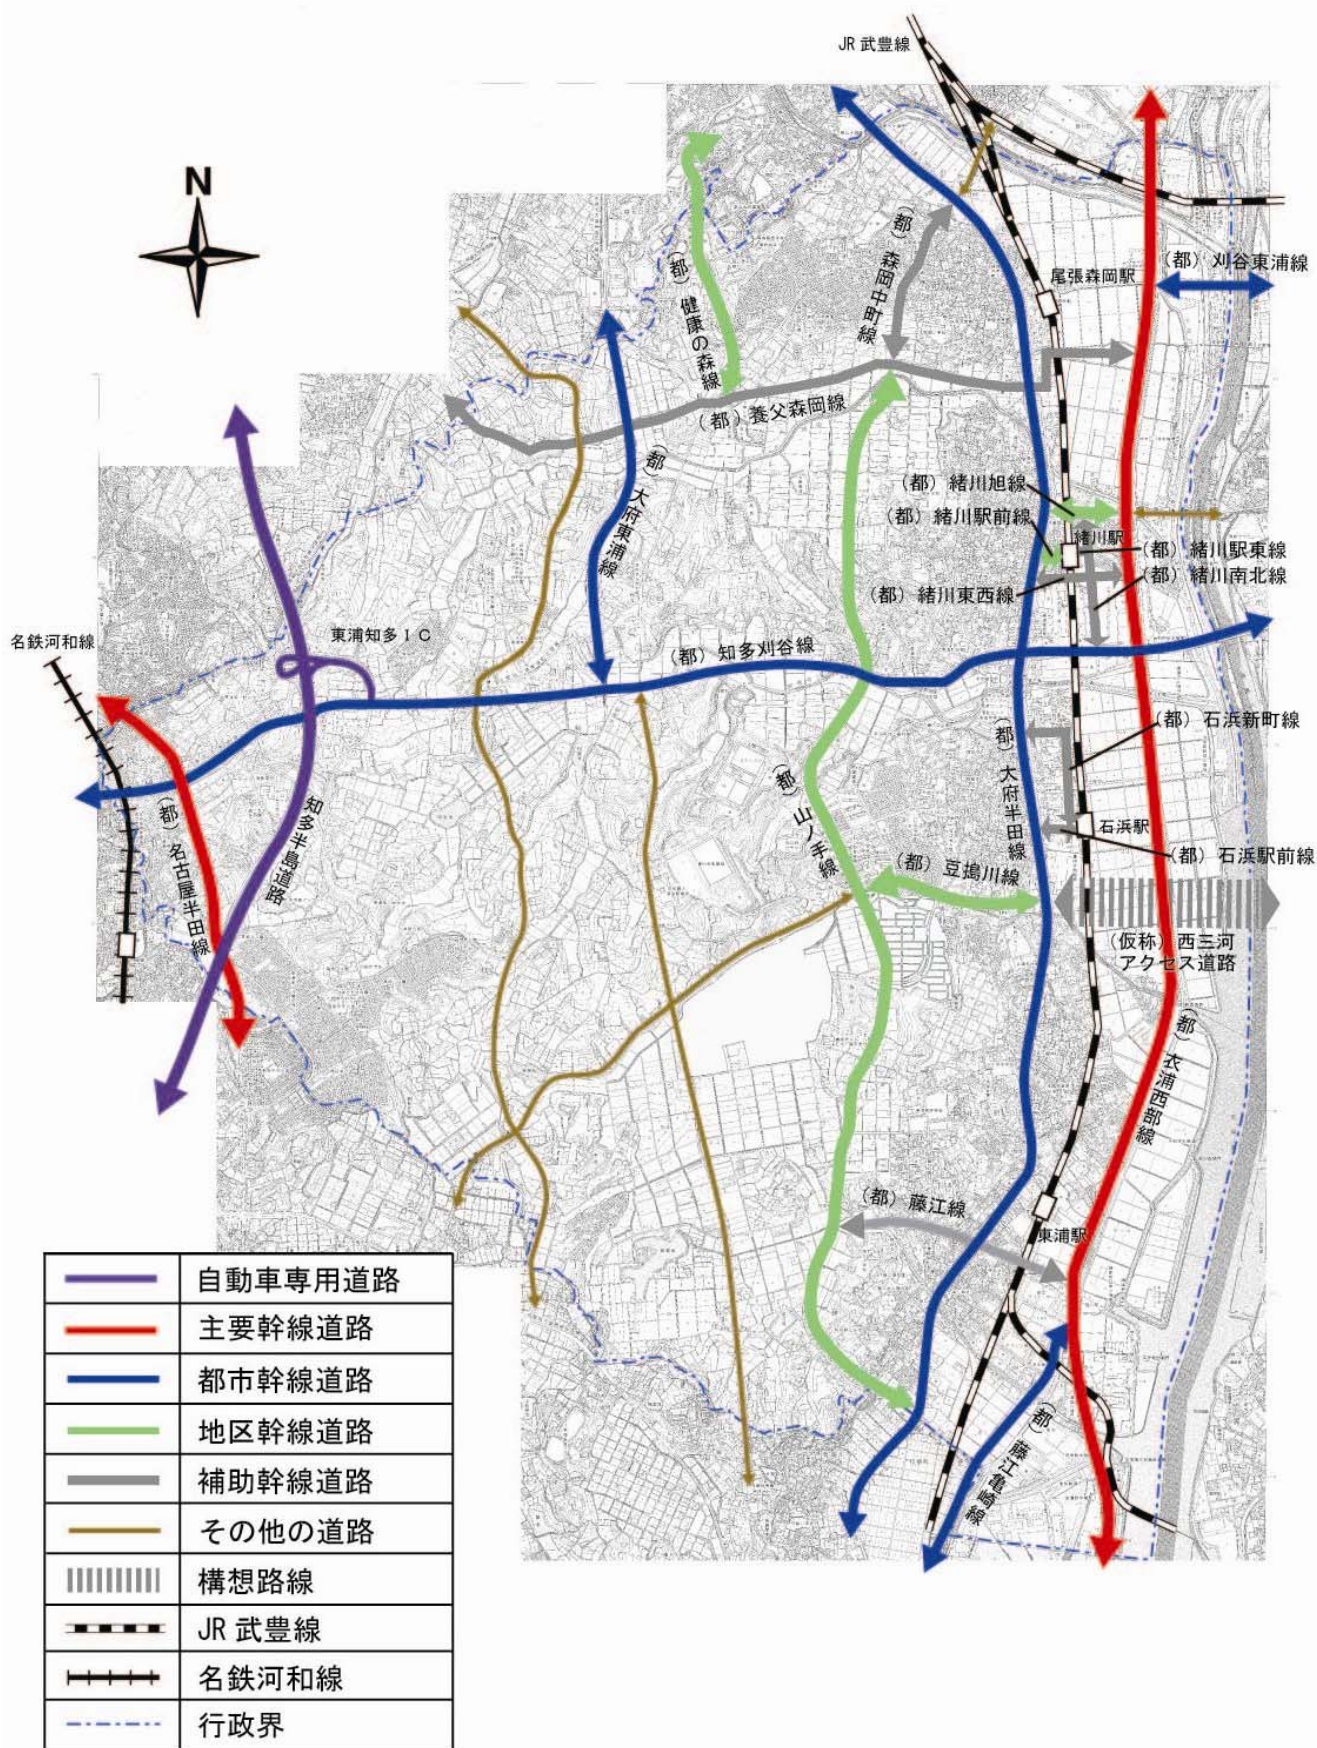 JR 武豊線
N
(都) 刈谷東浦線
尾張森岡駅
(都) 森岡中町線
(都) 健康の森線
(都) 養父森岡線
(都) 大府東浦線
(都) 緒川旭線
(都) 緒川駅前線
緒川駅
(都) 緒川駅東線
(都) 緒川南北線
(都) 緒川東西線
東浦知多IC
名鉄河和線
(都) 知多刈谷線
(都) 石浜新町線
(都) 大府半田線
(都) 山ノ手線
(都) 名古屋半田線
知多半島道路
石浜駅
(都) 石浜駅前線
(都) 豆搗川線
(仮称) 西三河
アクセス道路
(都) 衣浦西部線
(都) 藤江線
東浦駅
(都) 藤江亀崎線
自動車専用道路
主要幹線道路
都市幹線道路
地区幹線道路
補助幹線道路
その他の道路
構想路線
JR 武豊線
名鉄河和線
行政界